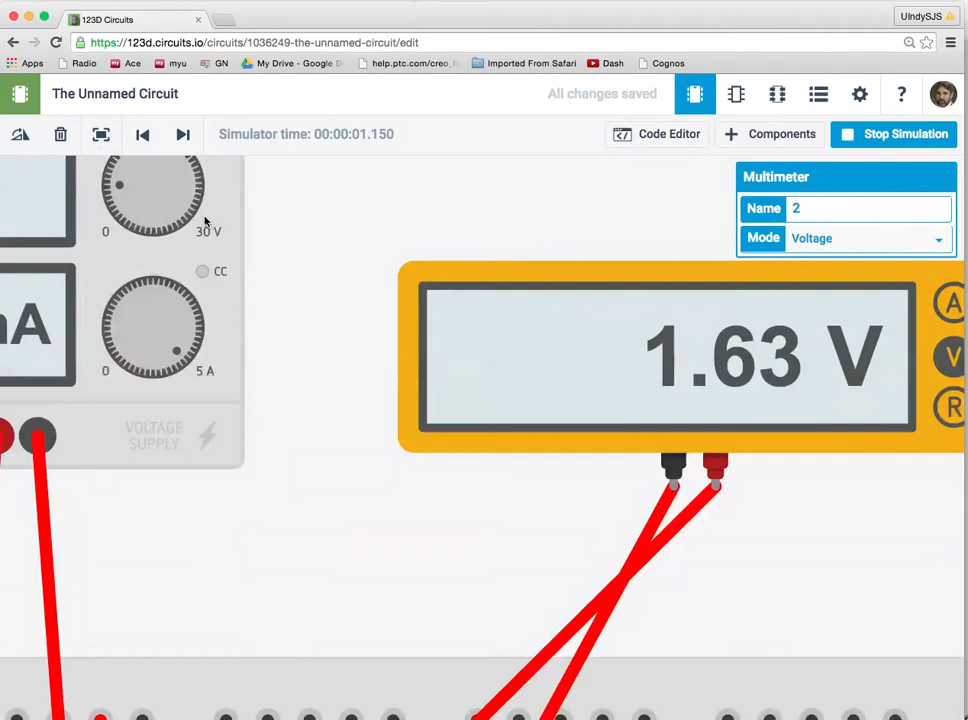 123D Circuits
UIndySJS
https://123d.circuits.io/circuits/1036249-the-unnamed-circuit/edit
Apps Radio Ace myu GN My Drive - Google D help.ptc.com/creo_h Imported From Safari Dash Cognos
The Unnamed Circuit
All changes saved
?
Simulator time: 00:00:01.150
Code Editor
+ Components
Stop Simulation
Multimeter
Name 2
Mode Voltage
0 30 V
CC
mA
0 5 A
VOLTAGE
SUPPLY
1.63 V
A
V
R